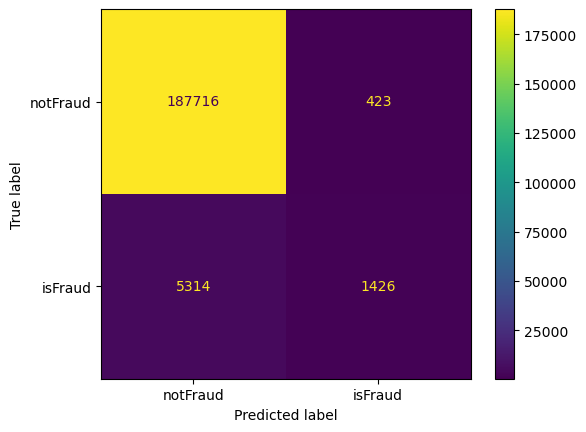 notFraud
187716 423
isFraud
5314 1426
notFraud isFraud
Predicted label
True label
175000
150000
125000
100000
75000
50000
25000